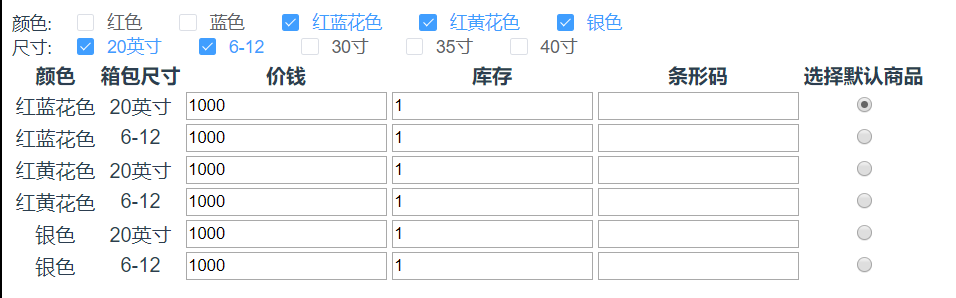 颜色: 红色 蓝色 红蓝花色 红黄花色 银色
尺寸: 20英寸 6-12 30寸 35寸 40寸
颜色 箱包尺寸 价钱 库存 条形码 选择默认商品
红蓝花色 20英寸 1000 1
红蓝花色 6-12 1000 1
红黄花色 20英寸 1000 1
红黄花色 6-12 1000 1
银色 20英寸 1000 1
银色 6-12 1000 1